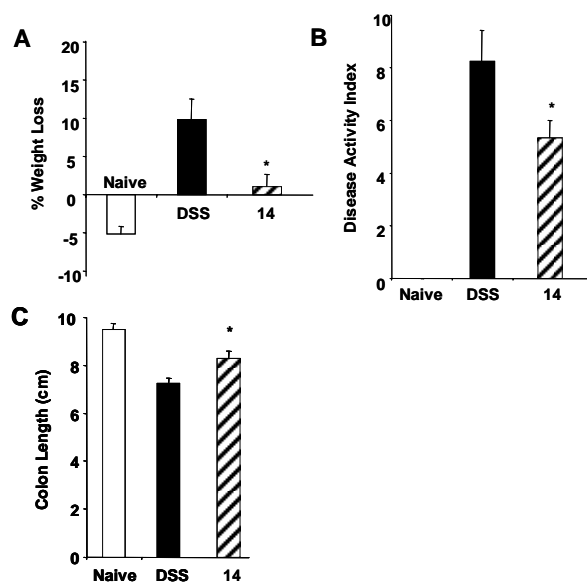 A
% Weight Loss
20
15
10
5
0
-5
-10
Naive
DSS
*
14
B
Disease Activity Index
10
8
6
4
2
0
*
Naive DSS 14
C
Colon Length (cm)
10
8
6
4
2
0
*
Naive DSS 14